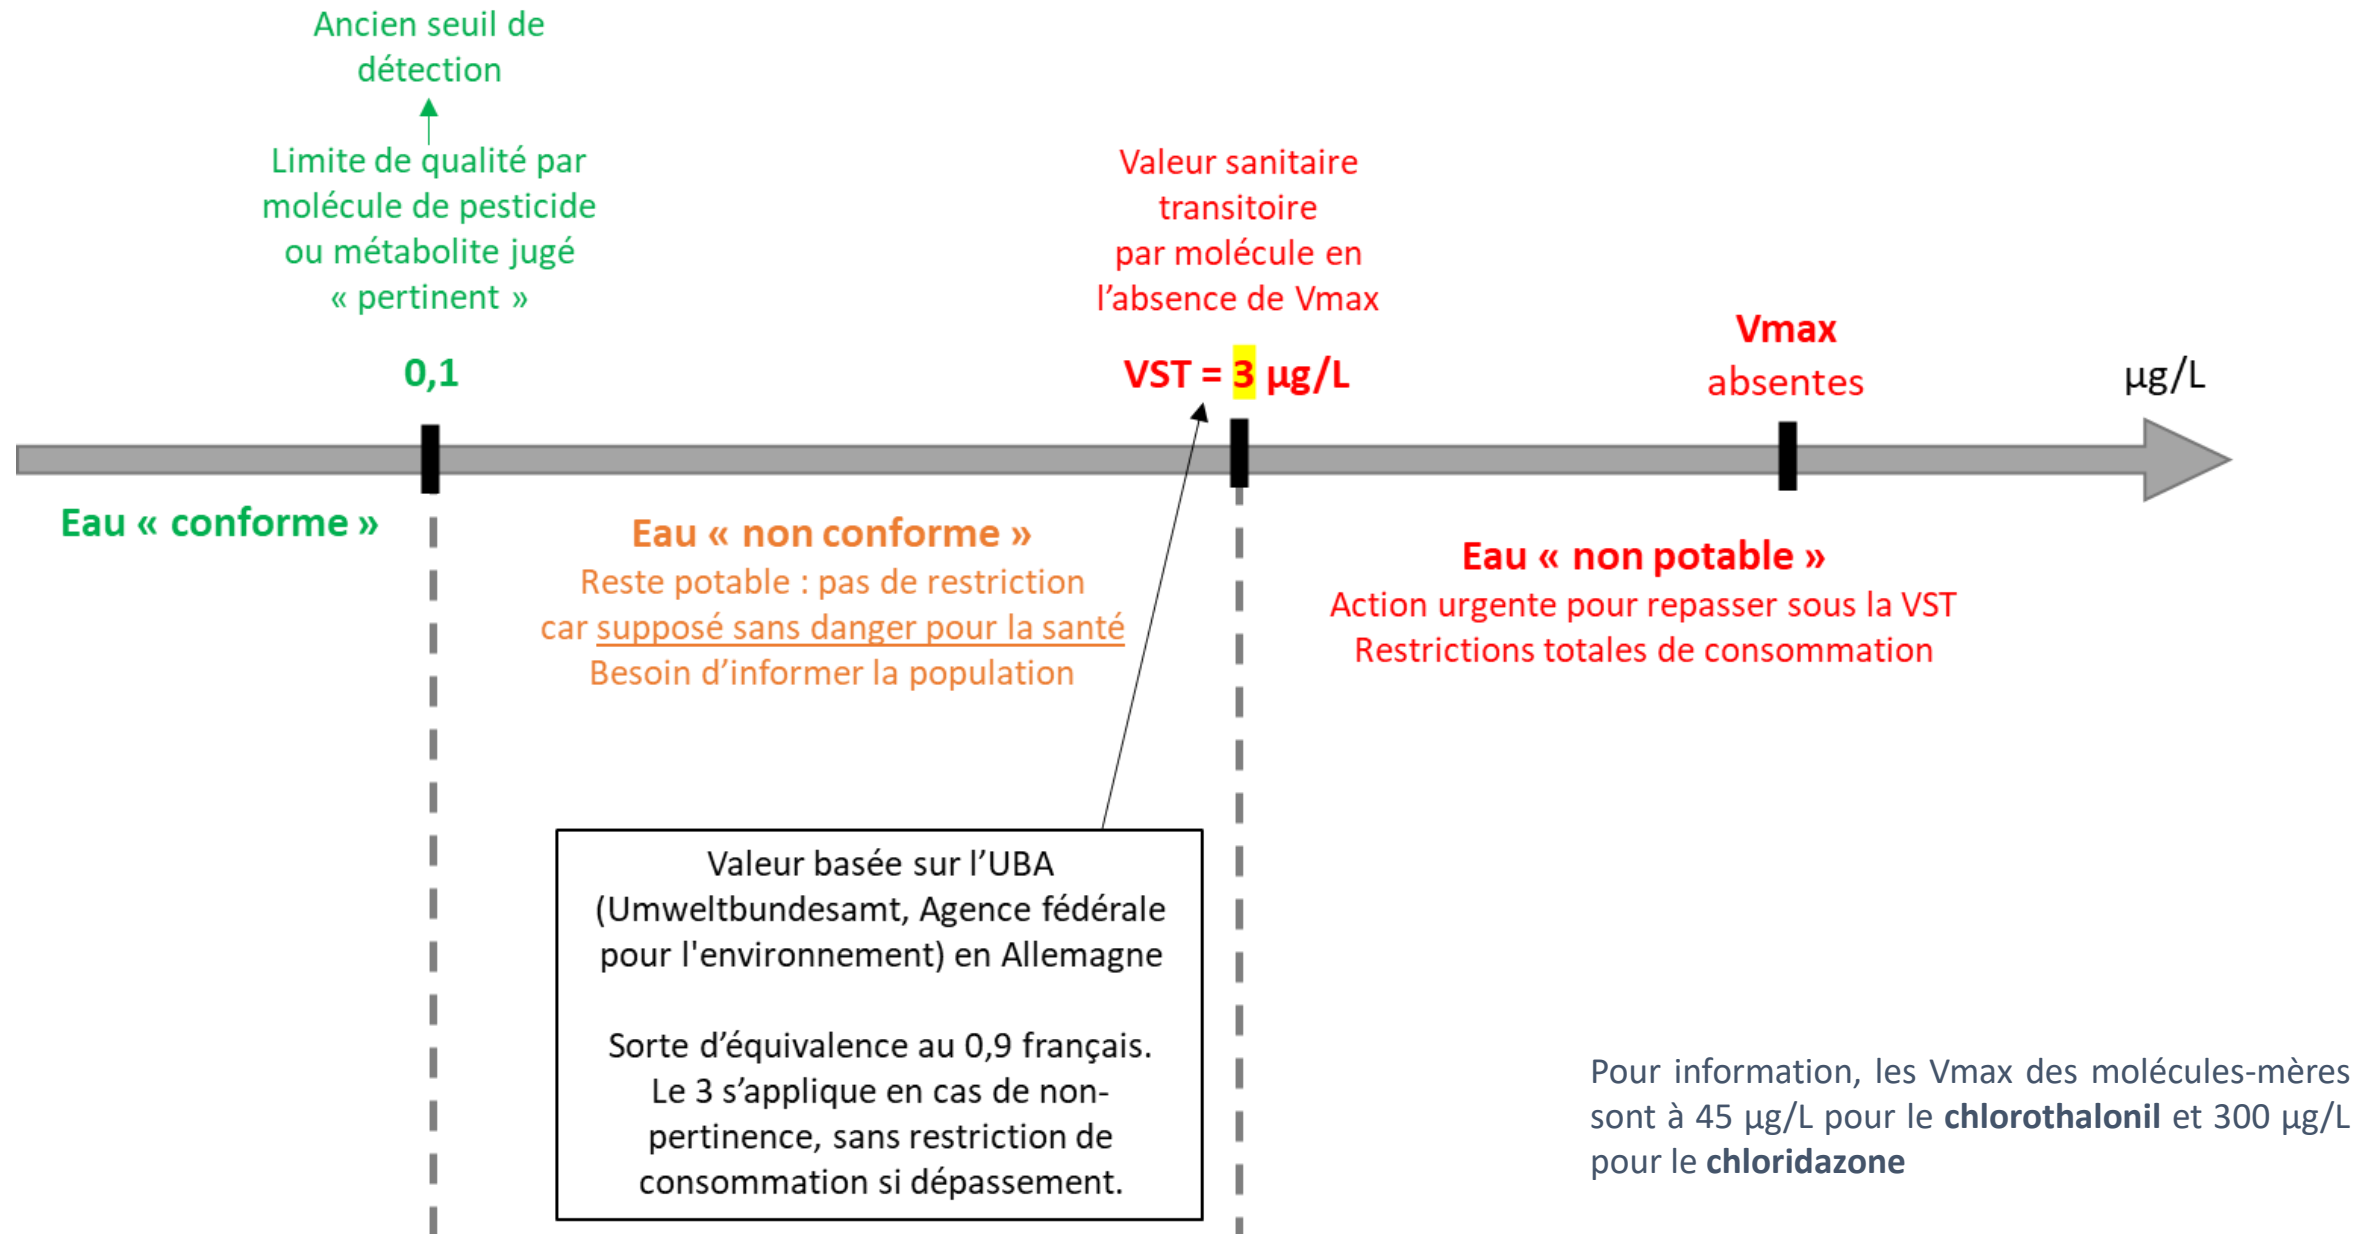 Ancien seuil de
détection
Limite de qualité par
molécule de pesticide
ou métabolite jugé
« pertinent »
0,1
Valeur sanitaire
transitoire
par molécule en
l'absence de Vmax
VST = 3 µg/L
Vmax
absentes
µg/L
Eau « conforme »
Eau « non conforme »
Reste potable : pas de restriction
car supposé sans danger pour la santé
Besoin d'informer la population
Eau « non potable »
Action urgente pour repasser sous la VST
Restrictions totales de consommation
Valeur basée sur l'UBA
(Umweltbundesamt, Agence fédérale
pour l'environnement) en Allemagne
Sorte d'équivalence au 0,9 français.
Le 3 s'applique en cas de non-
pertinence, sans restriction de
consommation si dépassement.
Pour information, les Vmax des molécules-mères
sont à 45 µg/L pour le chlorothalonil et 300 µg/L
pour le chloridazone